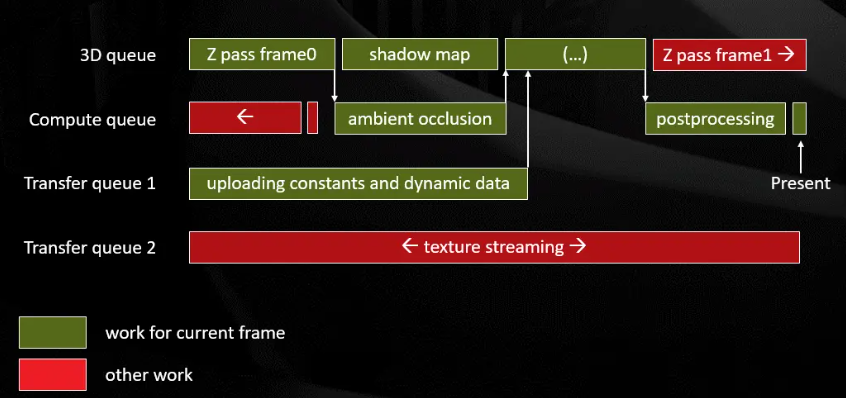 3D queue
Z pass frame0
shadow map
(...)
Z pass frame1 →
Compute queue
←
ambient occlusion
postprocessing
Transfer queue 1
uploading constants and dynamic data
Present
Transfer queue 2
← texture streaming →
work for current frame
other work